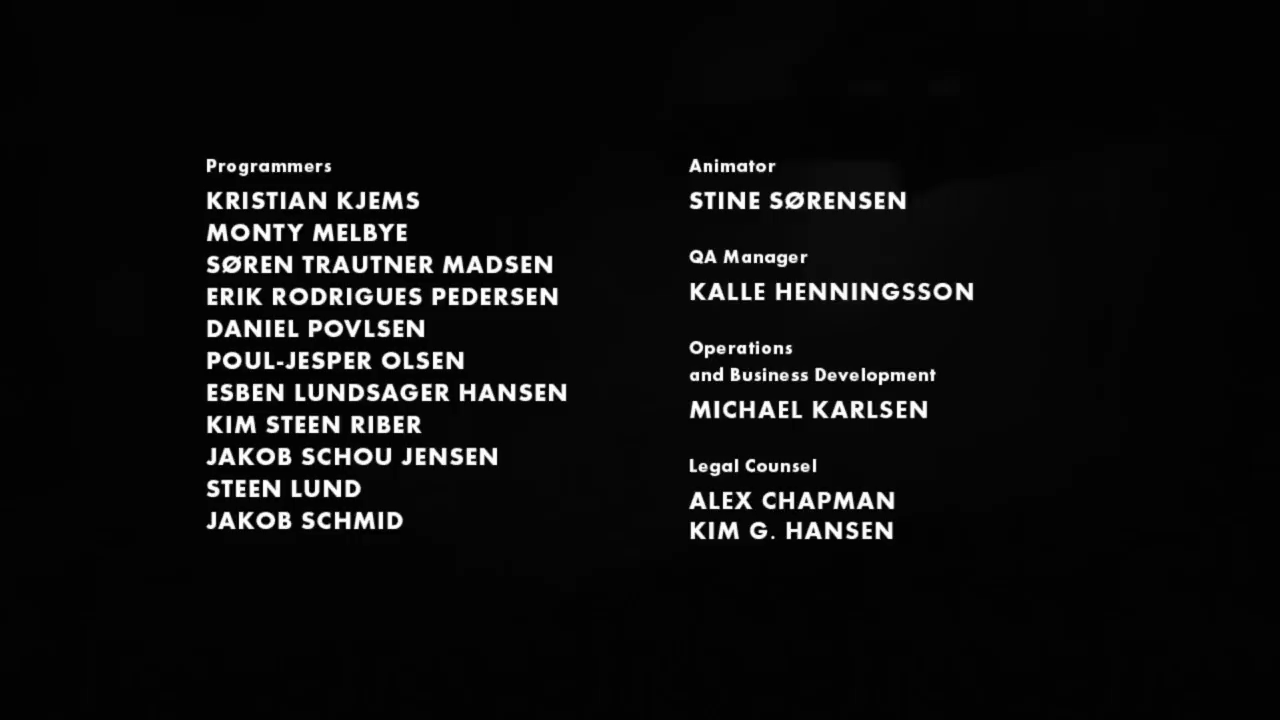 Programmers
KRISTIAN KJEMS
MONTY MELBYE
SØREN TRAUTNER MADSEN
ERIK RODRIGUES PEDERSEN
DANIEL POVLSEN
POUL-JESPER OLSEN
ESBEN LUNDSAGER HANSEN
KIM STEEN RIBER
JAKOB SCHOU JENSEN
STEEN LUND
JAKOB SCHMID
Animator
STINE SØRENSEN
QA Manager
KALLE HENNINGSSON
Operations
and Business Development
MICHAEL KARLSEN
Legal Counsel
ALEX CHAPMAN
KIM G. HANSEN